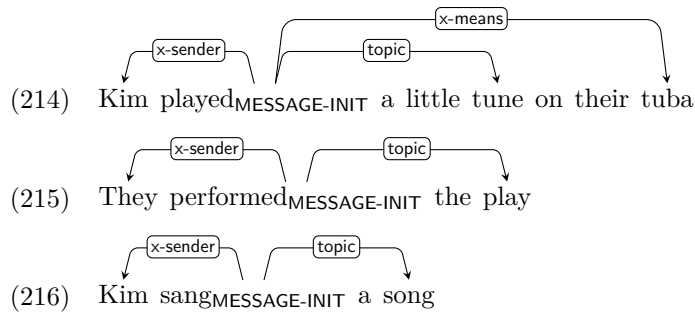 x-means
x-sender topic
(214) Kim played MESSAGE-INIT a little tune on their tuba
x-sender topic
(215) They performed MESSAGE-INIT the play
x-sender topic
(216) Kim sang MESSAGE-INIT a song